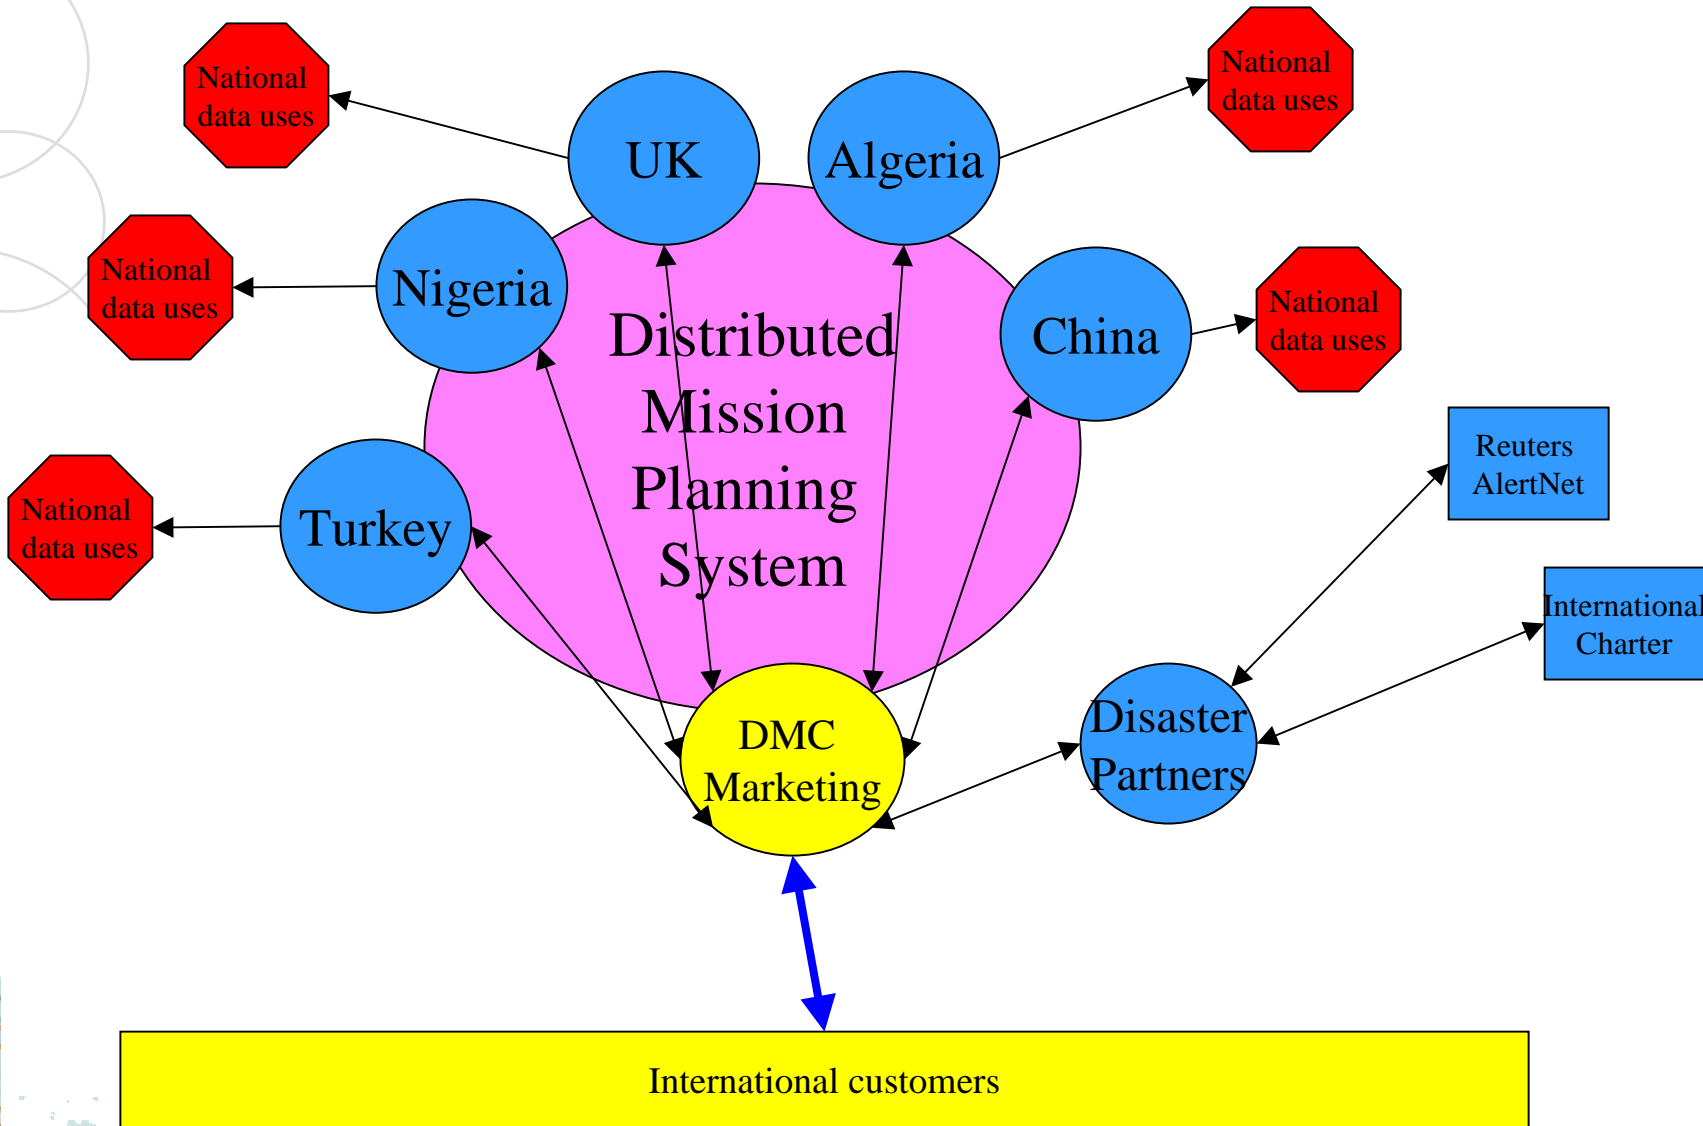 National
data uses
UK
Algeria
National
data uses
National
data uses
Nigeria
China
National
data uses
Distributed
Mission
Planning
System
National
data uses
Turkey
Reuters
AlertNet
International
Charter
Disaster
Partners
DMC
Marketing
International customers